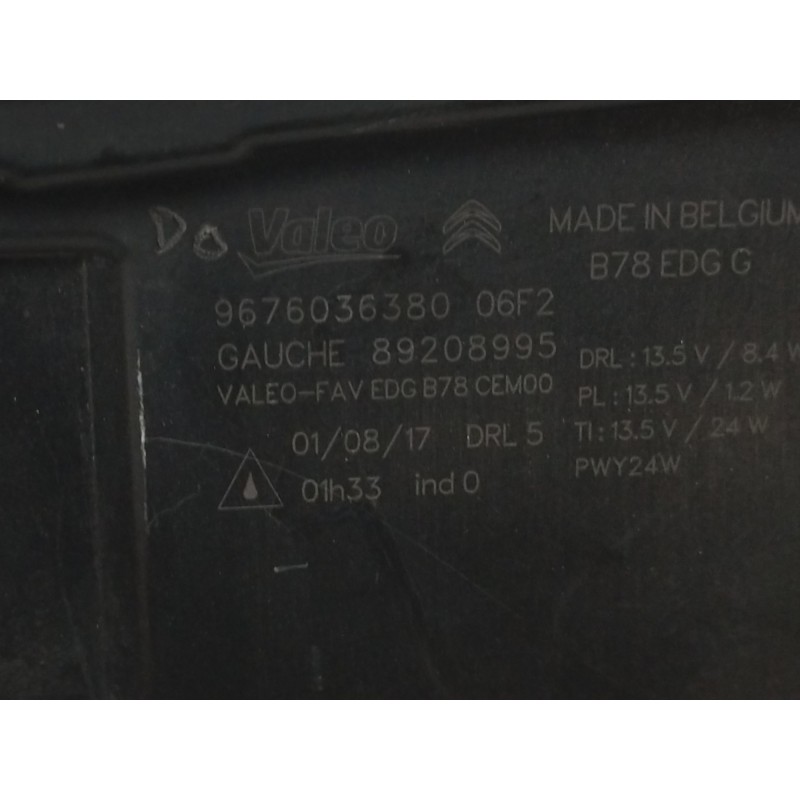 Valeo MADE IN BELGIUM
B78 EDG G
9676036380 06F2
GAUCHE 89208995 DRL : 13.5 V / 8.4 W
VALEO-FAV EDG B78 CEM00 PL : 13.5 V / 1.2 W
01/08/17 DRL 5 TI : 13.5 V / 24 W
01h33 ind 0 PWY24W